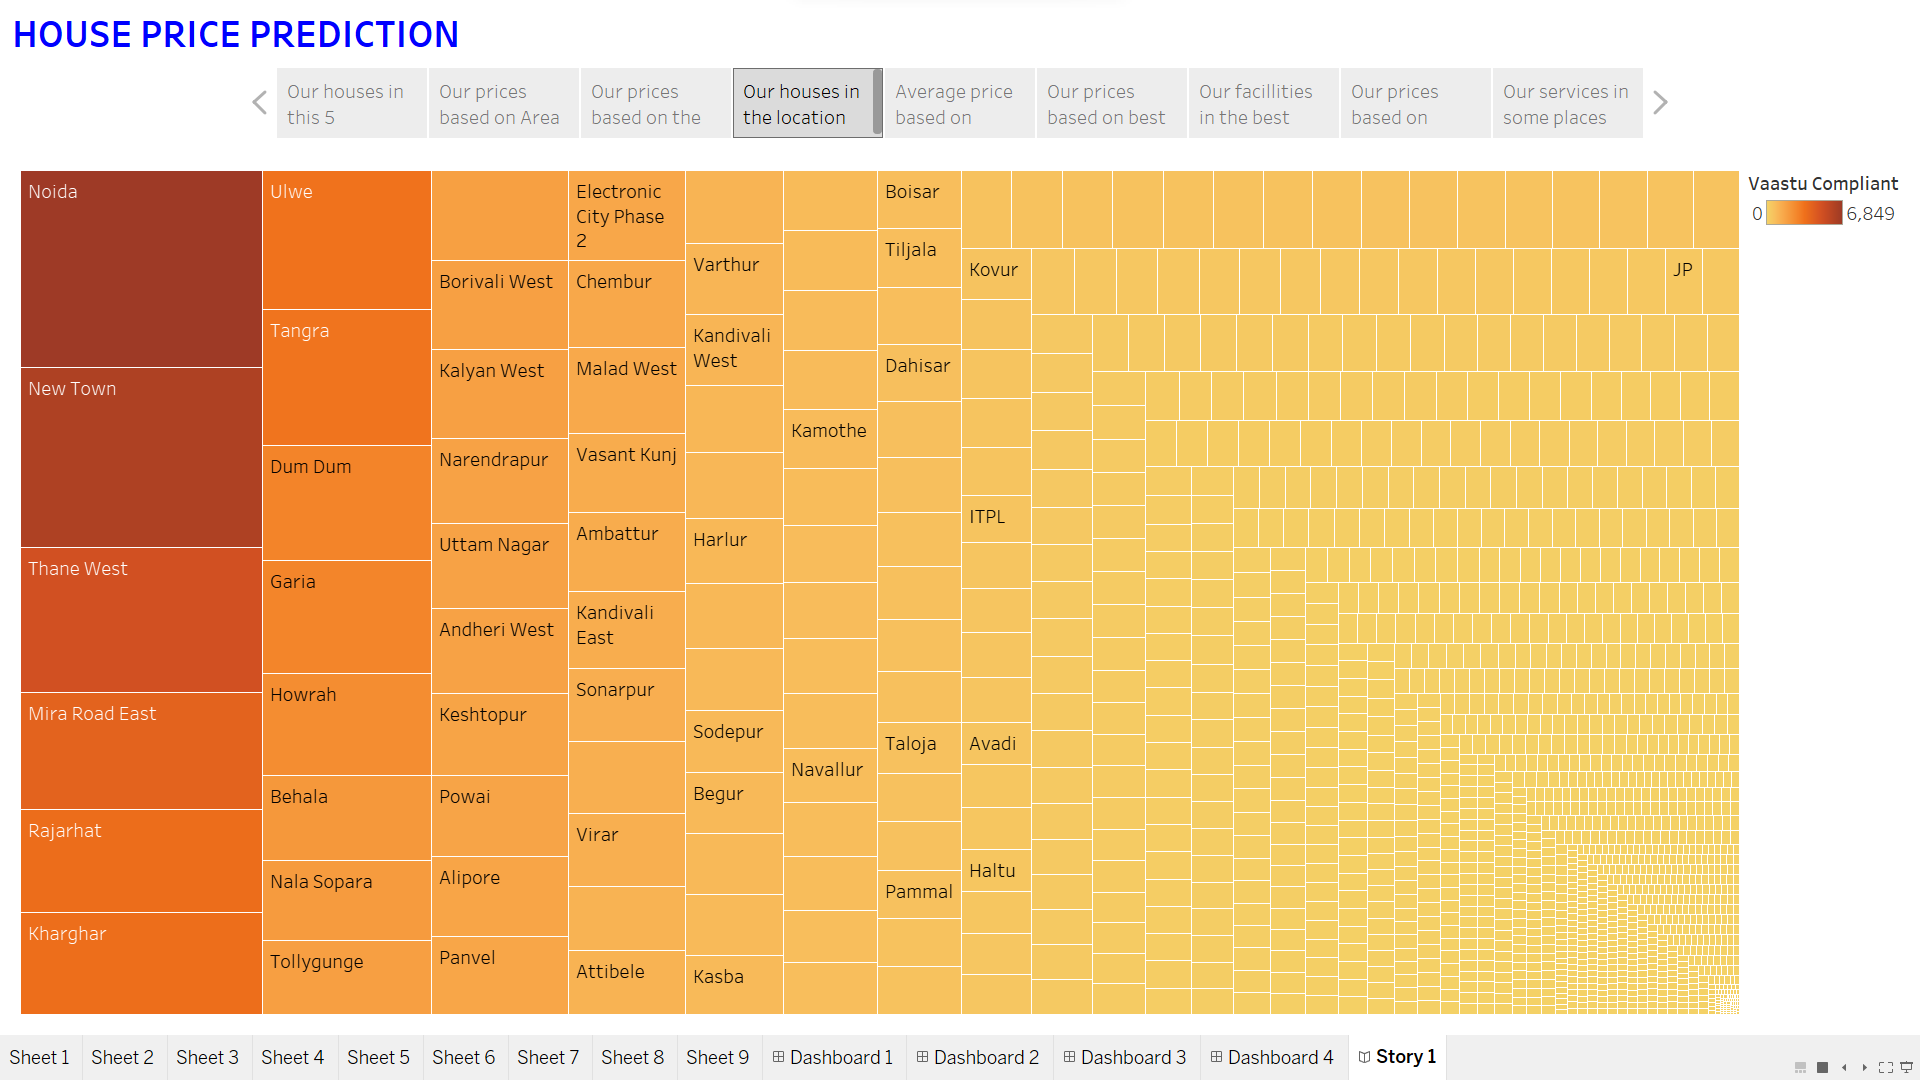 HOUSE PRICE PREDICTION
Our houses in
this 5
Our prices
based on Area
Our prices
based on the
Our houses in
the location
Average price
based on
Our prices
based on best
Our facillities
in the best
Our prices
based on
Our services in
some places
Noida
New Town
Thane West
Mira Road East
Rajarhat
Kharghar
Ulwe
Tangra
Dum Dum
Garia
Howrah
Behala
Nala Sopara
Tollygunge
Borivali West
Kalyan West
Narendrapur
Uttam Nagar
Andheri West
Keshtopur
Powai
Alipore
Panvel
Electronic
City Phase
2
Chembur
Malad West
Vasant Kunj
Ambattur
Kandivali
East
Sonarpur
Virar
Attibele
Varthur
Kandivali
West
Harlur
Sodepur
Begur
Kasba
Kamothe
Navallur
Boisar
Tiljala
Dahisar
Taloja
Pammal
Kovur
ITPL
Avadi
Haltu
JP
Vaastu Compliant
0 6,849
Sheet 1 Sheet 2 Sheet 3 Sheet 4 Sheet 5 Sheet 6 Sheet 7 Sheet 8 Sheet 9 Dashboard 1 Dashboard 2 Dashboard 3 Dashboard 4 Story 1